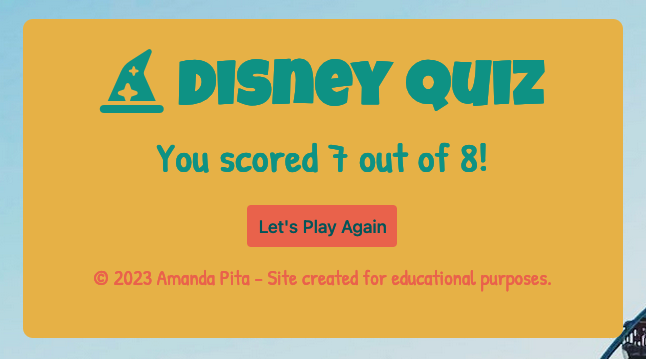 Disney Quiz
You scored 7 out of 8!
Let's Play Again
© 2023 Amanda Pita - Site created for educational purposes.